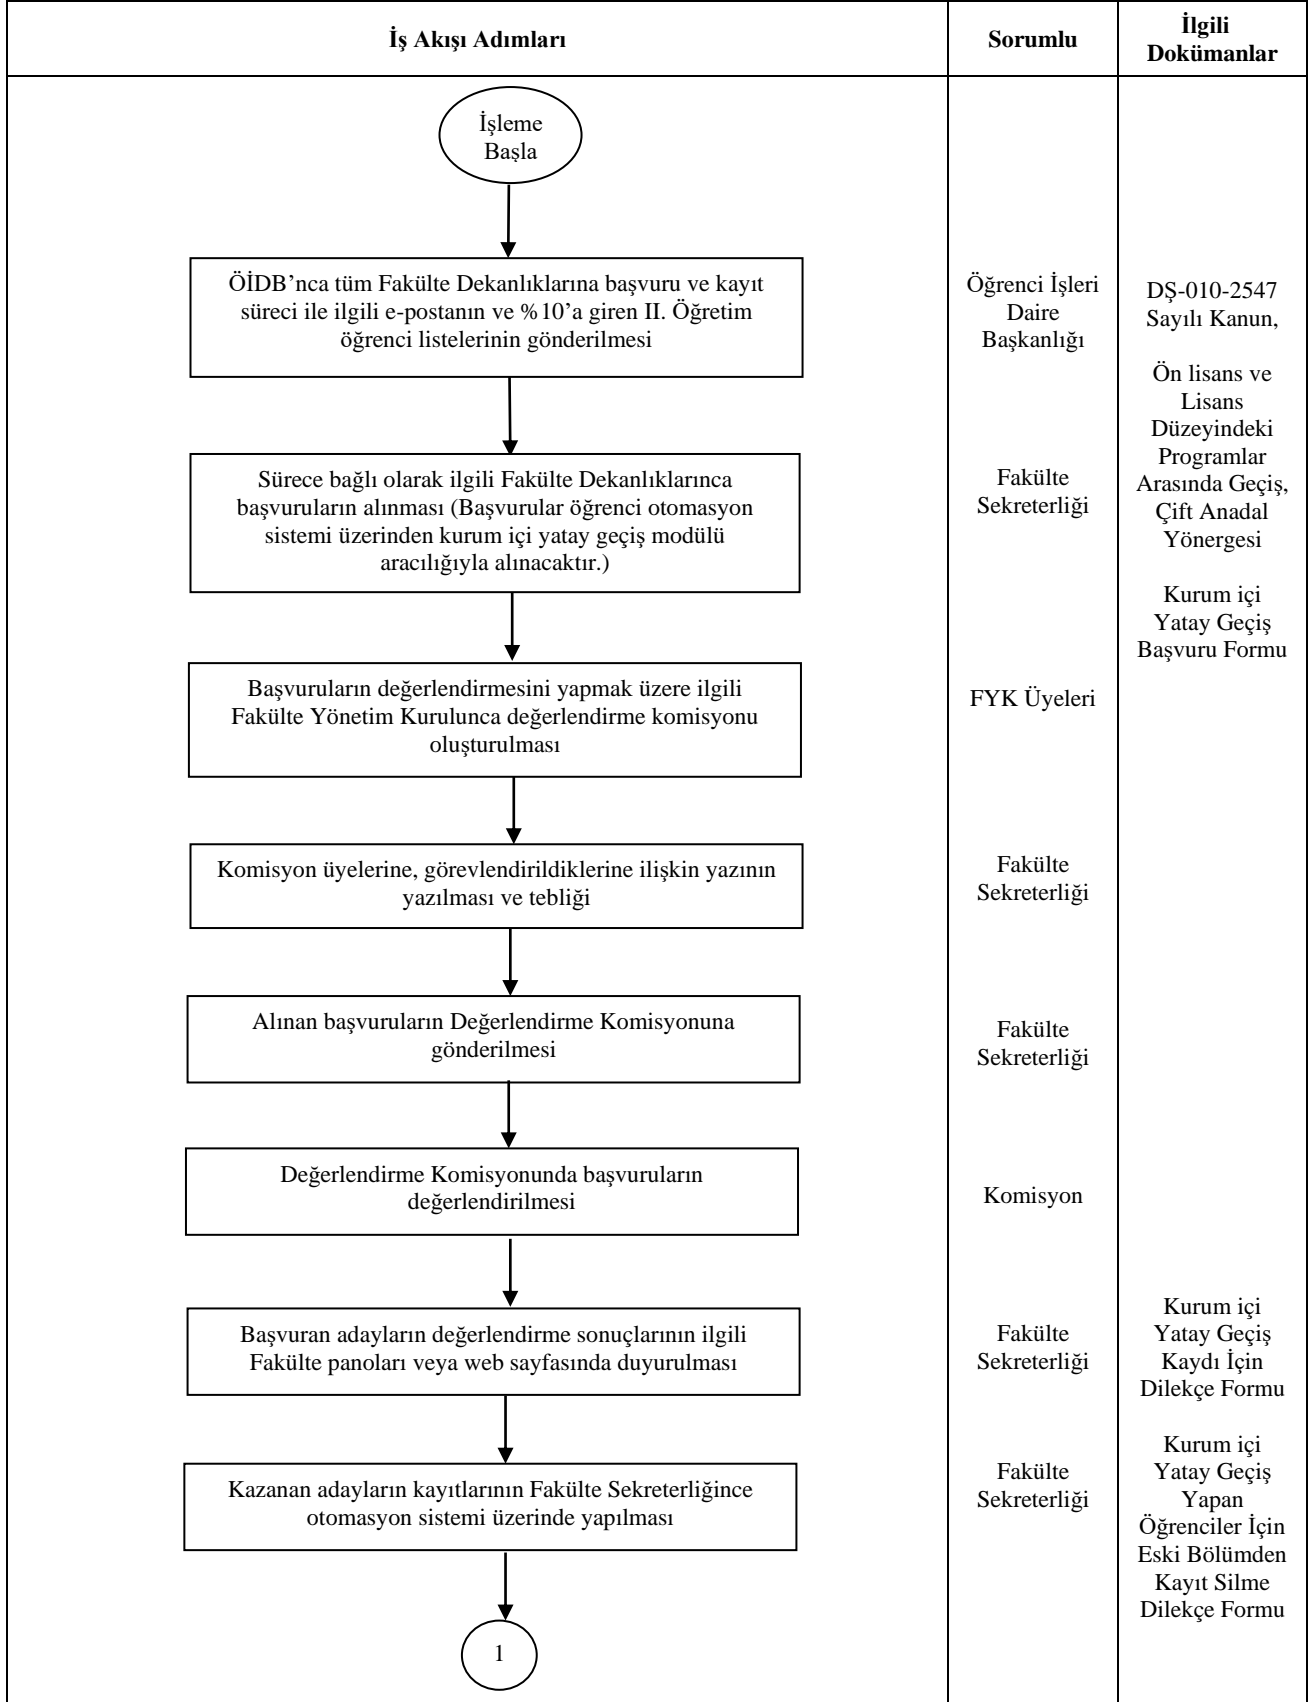 İş Akışı Adımları
Sorumlu
İlgili
Dokümanlar
İşleme
Başla
ÖİDB’nca tüm Fakülte Dekanlıklarına başvuru ve kayıt
süreci ile ilgili e-postanın ve %10’a giren II. Öğretim
öğrenci listelerinin gönderilmesi
Öğrenci İşleri
Daire
Başkanlığı
DŞ-010-2547
Sayılı Kanun,
Ön lisans ve
Lisans
Düzeyindeki
Programlar
Arasında Geçiş,
Çift Anadal
Yönergesi
Kurum içi
Yatay Geçiş
Başvuru Formu
Sürece bağlı olarak ilgili Fakülte Dekanlıklarınca
başvuruların alınması (Başvurular öğrenci otomasyon
sistemi üzerinden kurum içi yatay geçiş modülü
aracılığıyla alınacaktır.)
Fakülte
Sekreterliği
Başvuruların değerlendirmesini yapmak üzere ilgili
Fakülte Yönetim Kurulunca değerlendirme komisyonu
oluşturulması
FYK Üyeleri
Komisyon üyelerine, görevlendirildiklerine ilişkin yazının
yazılması ve tebliği
Fakülte
Sekreterliği
Alınan başvuruların Değerlendirme Komisyonuna
gönderilmesi
Fakülte
Sekreterliği
Değerlendirme Komisyonunda başvuruların
değerlendirilmesi
Komisyon
Başvuran adayların değerlendirme sonuçlarının ilgili
Fakülte panoları veya web sayfasında duyurulması
Fakülte
Sekreterliği
Kurum içi
Yatay Geçiş
Kaydı İçin
Dilekçe Formu
Kazanan adayların kayıtlarının Fakülte Sekreterliğince
otomasyon sistemi üzerinde yapılması
Fakülte
Sekreterliği
Kurum içi
Yatay Geçiş
Yapan
Öğrenciler İçin
Eski Bölümden
Kayıt Silme
Dilekçe Formu
1